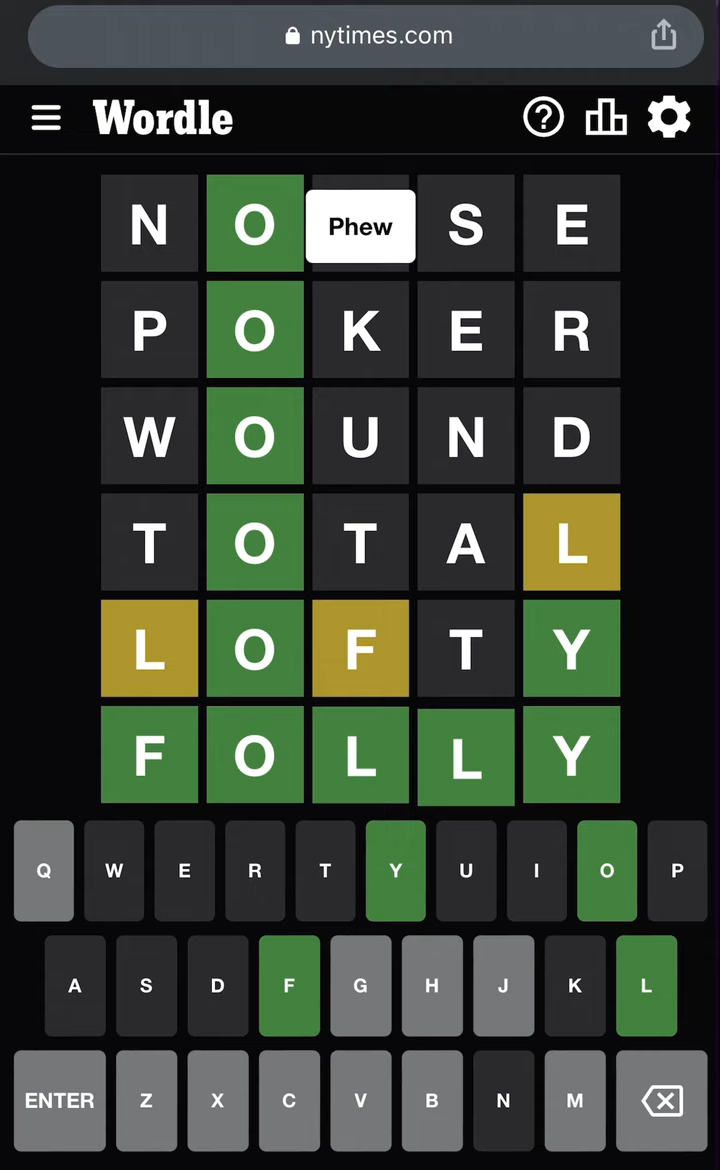 nytimes.com
Wordle
N O S E
Phew
P O K E R
W O U N D
T O T A L
L O F T Y
F O L L Y
Q W E R T Y U I O P
A S D F G H J K L
ENTER Z X C V B N M